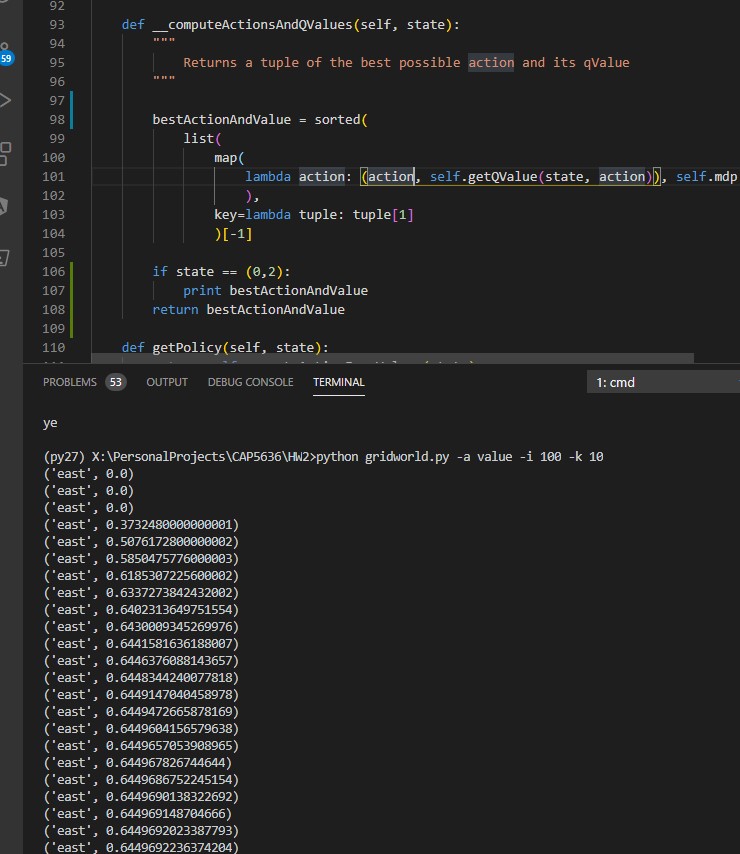 92
93 def __computeActionsAndQValues(self, state):
94 """
95 Returns a tuple of the best possible action and its qValue
96 """
97
98 bestActionAndValue = sorted(
99 list(
100 map(
101 lambda action: (action, self.getQValue(state, action)), self.mdp
102 ),
103 key=lambda tuple: tuple[1]
104 )[-1]
105
106 if state == (0,2):
107 print bestActionAndValue
108 return bestActionAndValue
109
110 def getPolicy(self, state):
59
PROBLEMS 53 OUTPUT DEBUG CONSOLE TERMINAL 1: cmd
ye
(py27) X:\PersonalProjects\CAP5636\HW2>python gridworld.py -a value -i 100 -k 10
('east', 0.0)
('east', 0.0)
('east', 0.0)
('east', 0.3732480000000001)
('east', 0.5076172800000002)
('east', 0.5850475776000003)
('east', 0.6185307225600002)
('east', 0.6337273842432002)
('east', 0.6402313649751554)
('east', 0.6430009345269976)
('east', 0.6441581636188007)
('east', 0.6446376088143657)
('east', 0.6448344240077818)
('east', 0.6449147040458978)
('east', 0.6449472665878169)
('east', 0.6449604156579638)
('east', 0.6449657053908965)
('east', 0.644967826744644)
('east', 0.6449686752245154)
('east', 0.6449690138322692)
('east', 0.644969148704666)
('east', 0.6449692023387793)
('east', 0.6449692236374204)